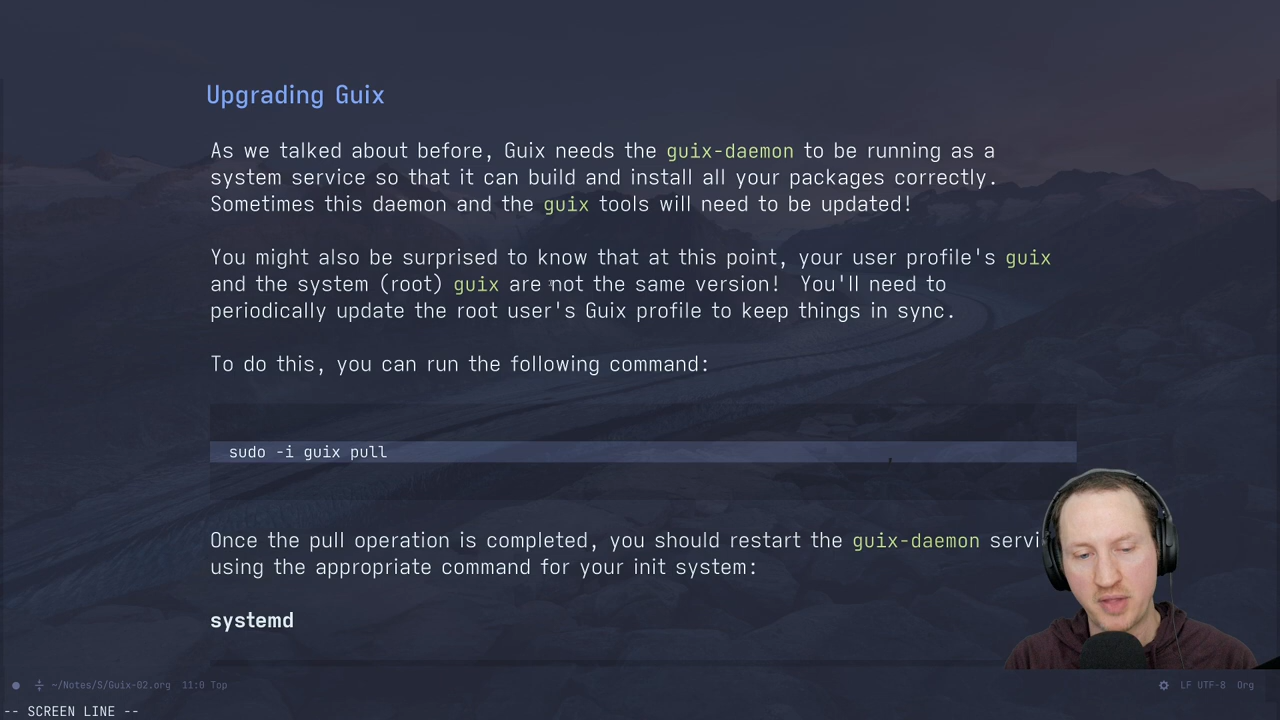 Upgrading Guix
As we talked about before, Guix needs the guix-daemon to be running as a
system service so that it can build and install all your packages correctly.
Sometimes this daemon and the guix tools will need to be updated!
You might also be surprised to know that at this point, your user profile's guix
and the system (root) guix are not the same version!  You'll need to
periodically update the root user's Guix profile to keep things in sync.
To do this, you can run the following command:
sudo -i guix pull
Once the pull operation is completed, you should restart the guix-daemon servi
using the appropriate command for your init system:
systemd
~/Notes/S/Guix-02.org 11:0 Top
LF UTF-8 Org
-- SCREEN LINE --